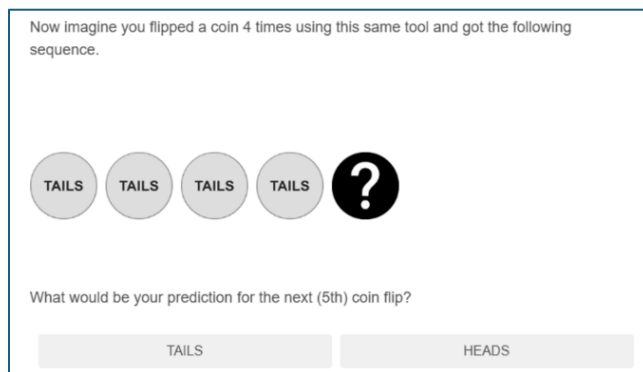 Now imagine you flipped a coin 4 times using this same tool and got the following
sequence.
TAILS TAILS TAILS TAILS ?
What would be your prediction for the next (5th) coin flip?
TAILS HEADS